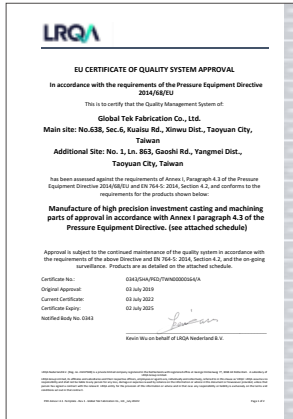 LRQA
EU CERTIFICATE OF QUALITY SYSTEM APPROVAL
In accordance with the requirements of the Pressure Equipment Directive
2014/68/EU
This is to certify that the Quality Management System of:
Global Tek Fabrication Co., Ltd.
Main site: No.638, Sec.6, Kuaisu Rd., Xinwu Dist., Taoyuan City,
Taiwan
Additional Site: No. 1, Ln. 863, Gaoshi Rd., Yangmei Dist.,
Taoyuan City, Taiwan
has been assessed against the requirements of Annex I, Paragraph 4.3 of the Pressure
Equipment Directive 2014/68/EU and EN 764-5: 2014, Section 4.2, and conforms to the
requirements for the products shown below:
Manufacture of high precision investment casting and machining
parts of approval in accordance with Annex I paragraph 4.3 of the
Pressure Equipment Directive. (see attached schedule)
Approval is subject to the continued maintenance of the quality system in accordance with
the requirements of the above Directive and EN 764-5: 2014, Section 4.2, and the on-going
surveillance. Products are as detailed on the attached schedule.
Certificate No.: 0343/SHA/PED/TWN00000164/A
Original Approval: 03 July 2019
Current Certificate: 03 July 2022
Certificate Expiry: 02 July 2025
Notified Body No. 0343
Kevin Wu on behalf of LRQA Nederland B.V.